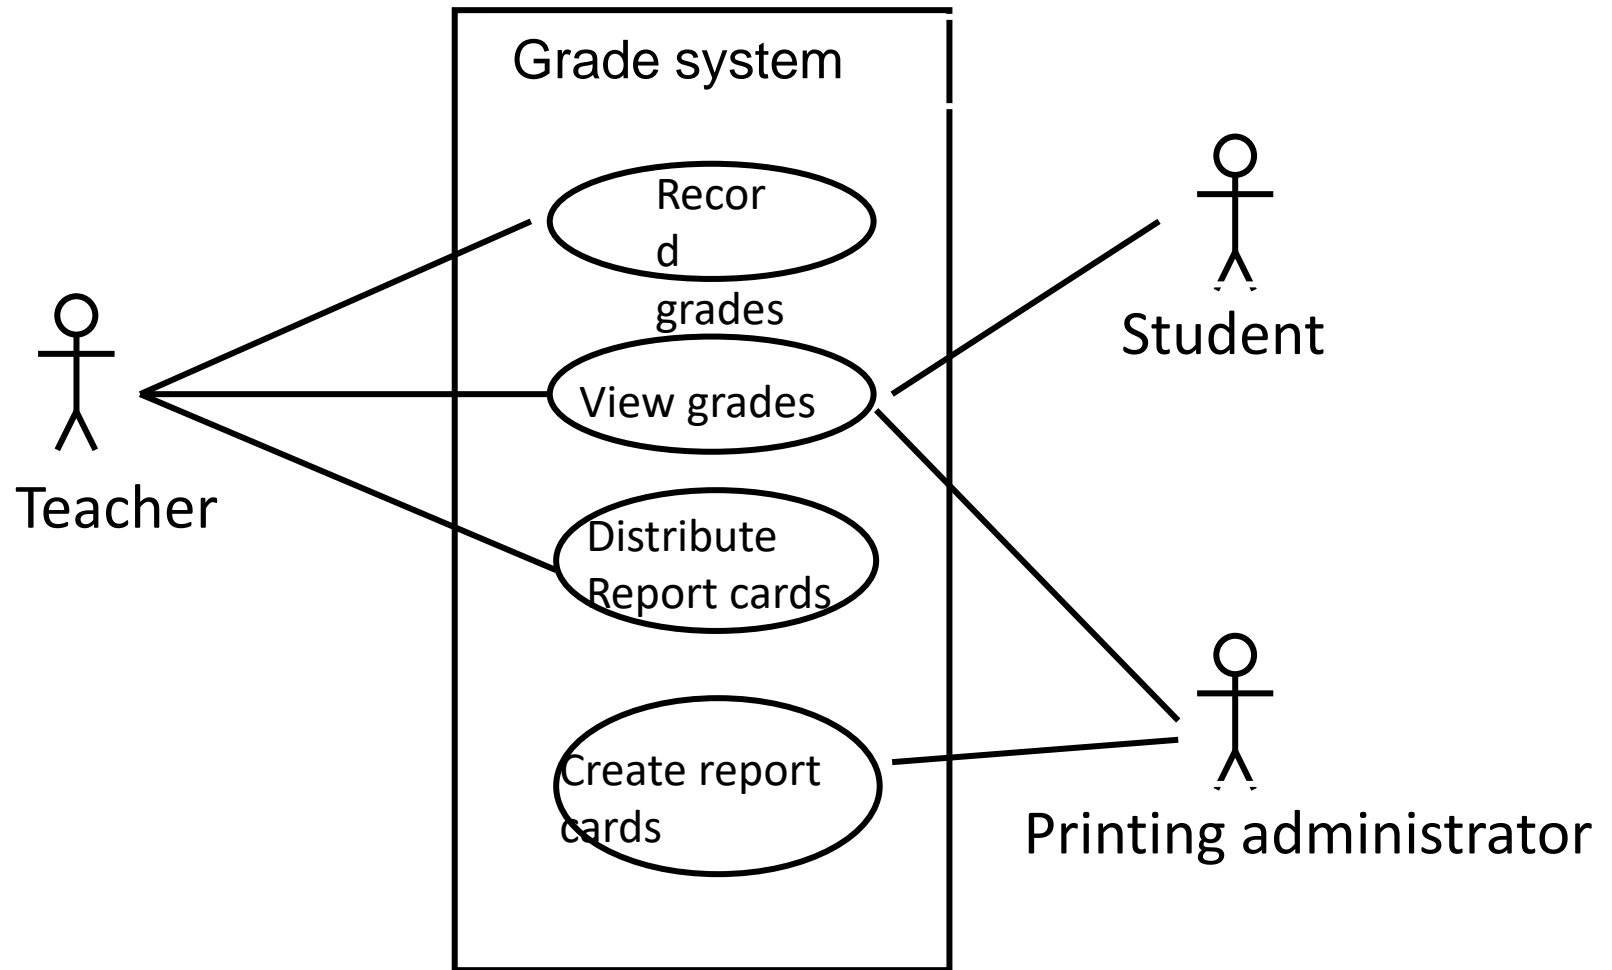 Grade system
Recor
d
grades
View grades
Distribute
Report cards
Create report
cards
Teacher
Student
Printing administrator